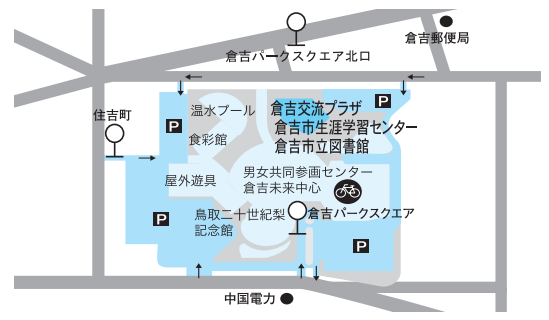 倉吉郵便局
倉吉パークスクエア北口
住吉町
P
P
温水プール
倉吉交流プラザ
倉吉市生涯学習センター
倉吉市立図書館
食彩館
屋外遊具
男女共同参画センター
倉吉未来中心
鳥取二十世紀梨
記念館
倉吉パークスクエア
P
P
中国電力